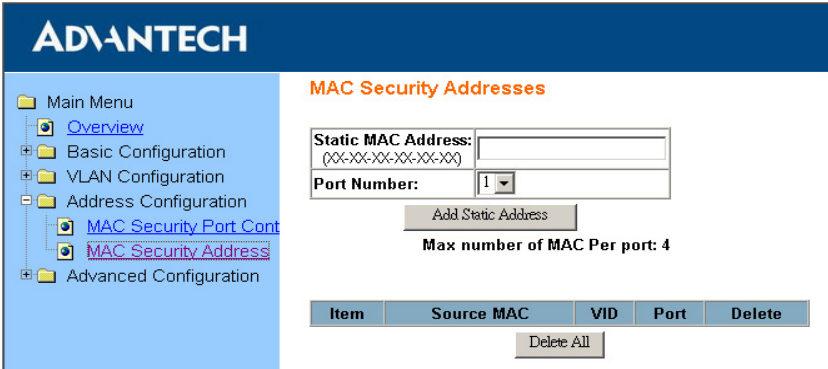 ADVANTECH
Main Menu
Overview
Basic Configuration
VLAN Configuration
Address Configuration
MAC Security Port Cont
MAC Security Address
Advanced Configuration
MAC Security Addresses
Static MAC Address:
(XX-XX-XX-XX-XX-XX)
Port Number:
1
Add Static Address
Max number of MAC Per port: 4
Item Source MAC VID Port Delete
Delete All